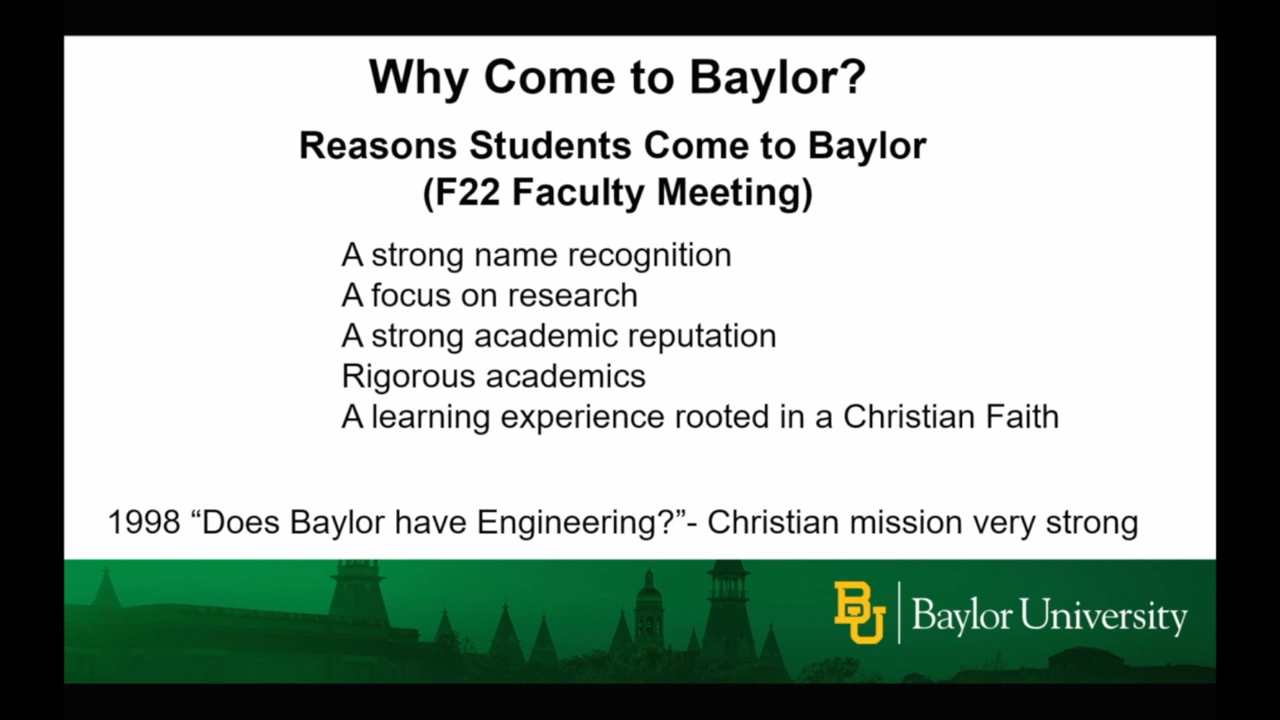 Why Come to Baylor?
Reasons Students Come to Baylor
(F22 Faculty Meeting)
A strong name recognition
A focus on research
A strong academic reputation
Rigorous academics
A learning experience rooted in a Christian Faith
1998 “Does Baylor have Engineering?”- Christian mission very strong
BU Baylor University